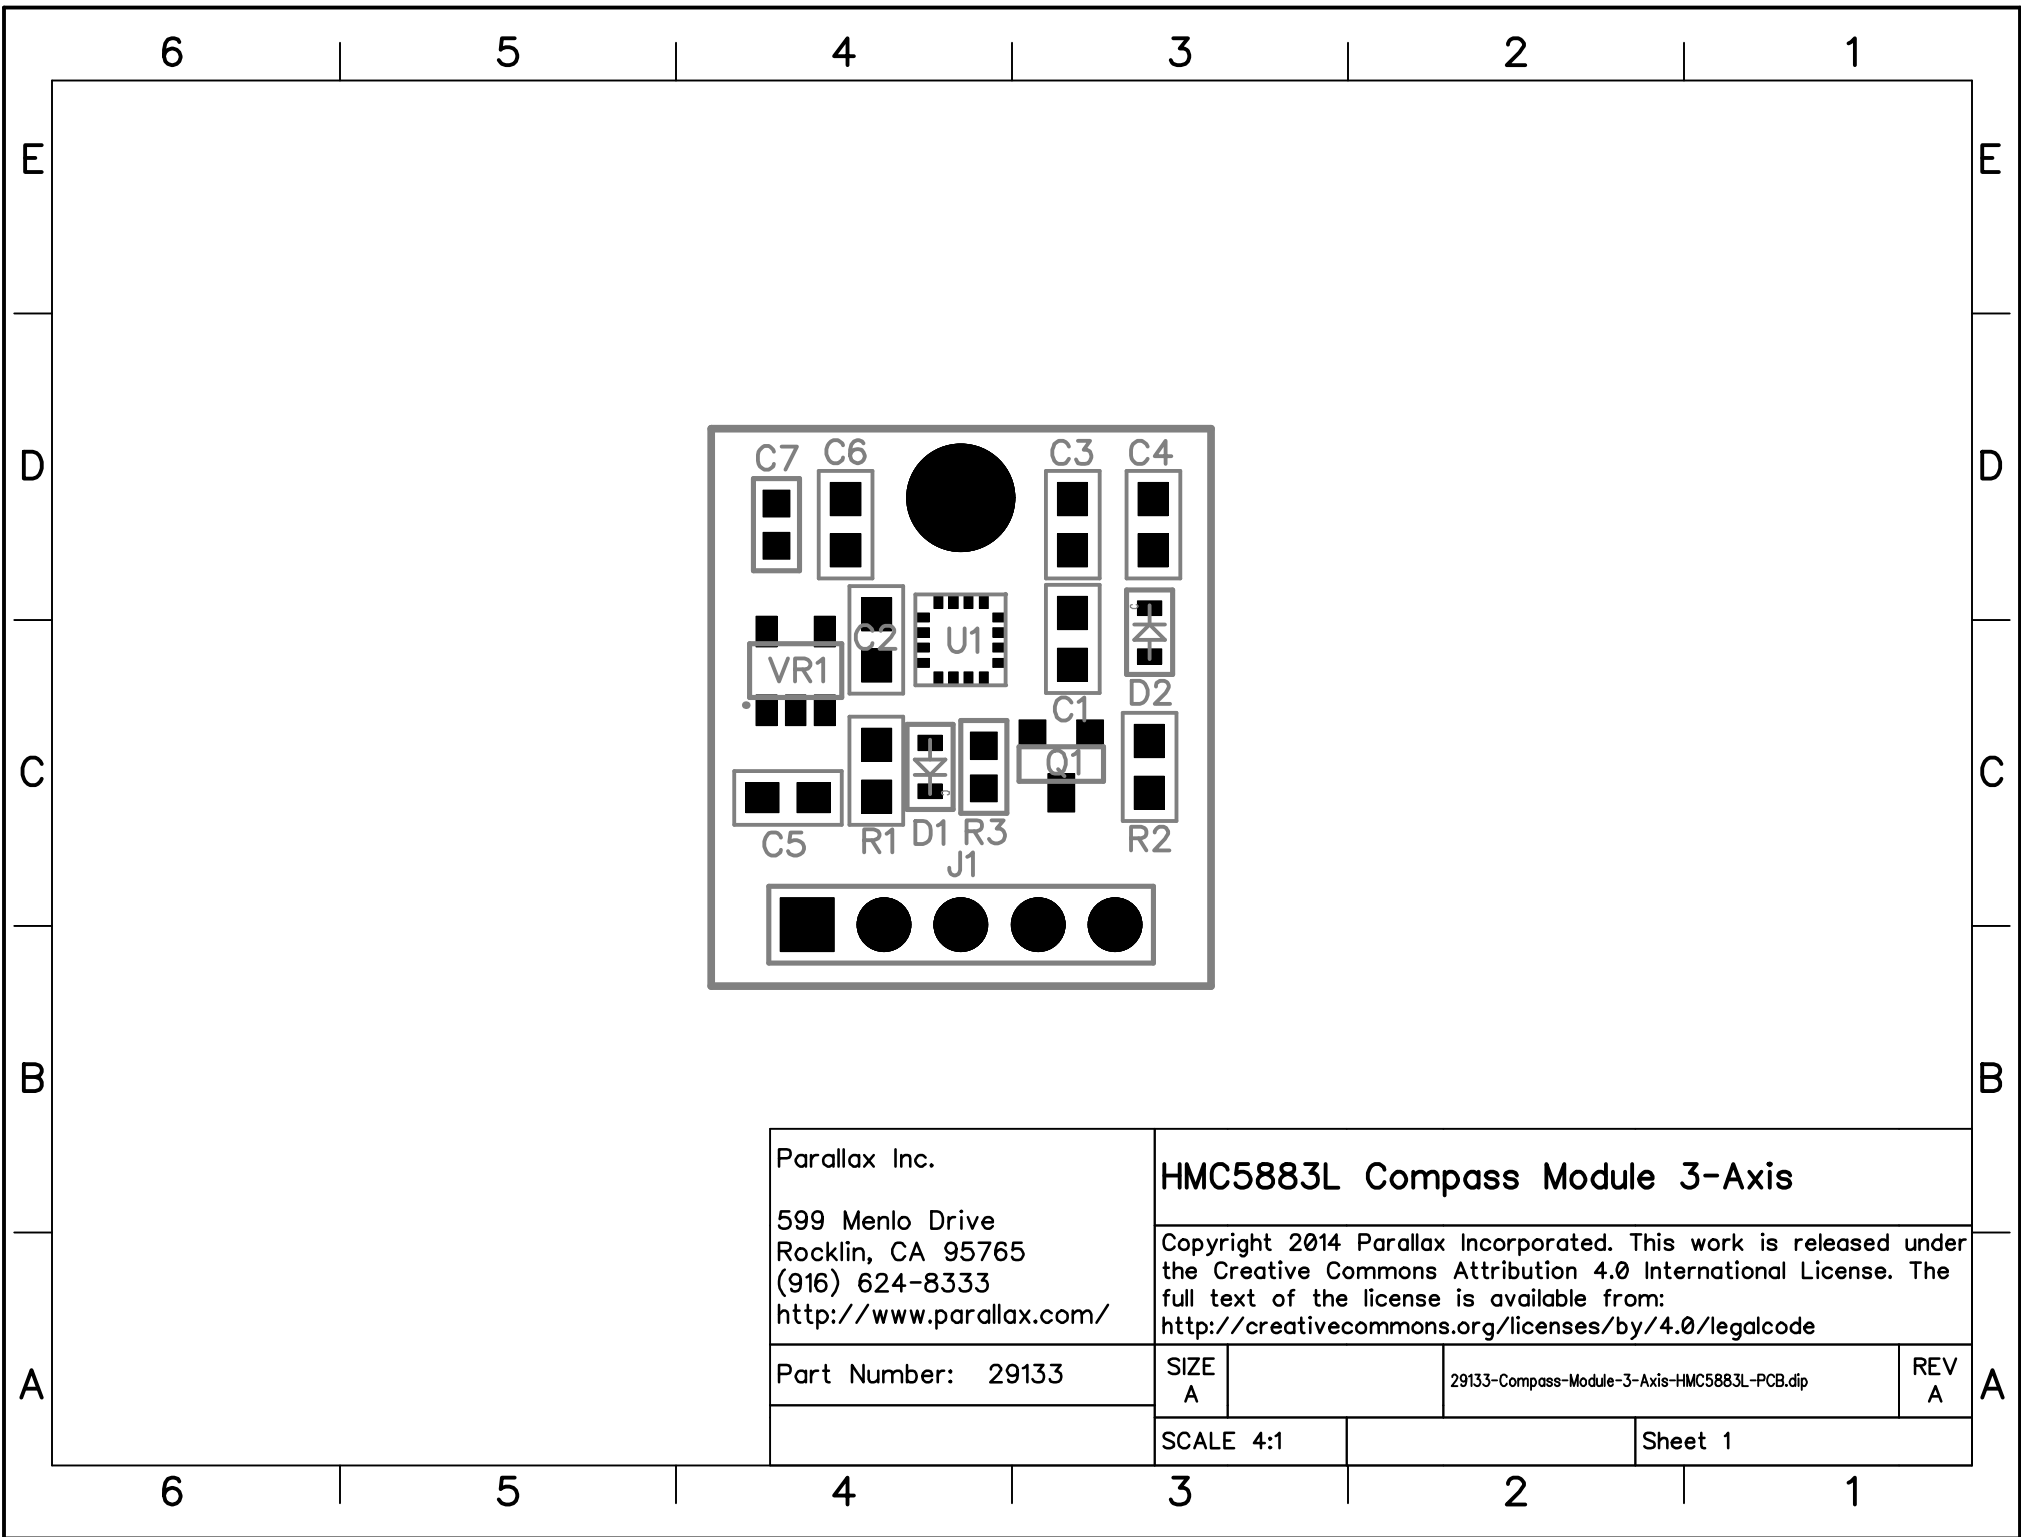 6 5 4 3 2 1
E E
D D
C7 C6 C3 C4
C2 U1
VR1
D2
C1
C Q1 C
R1 D1 R3 R2
C5
J1
B B
Parallax Inc.
599 Menlo Drive
Rocklin, CA 95765
(916) 624-8333
http://www.parallax.com/
HMC5883L Compass Module 3-Axis
Copyright 2014 Parallax Incorporated. This work is released under
the Creative Commons Attribution 4.0 International License. The
full text of the license is available from:
http://creativecommons.org/licenses/by/4.0/legalcode
A A
Part Number: 29133
SIZE
A
29133-Compass-Module-3-Axis-HMC5883L-PCB.dip
REV
A
SCALE 4:1
Sheet 1
6 5 4 3 2 1